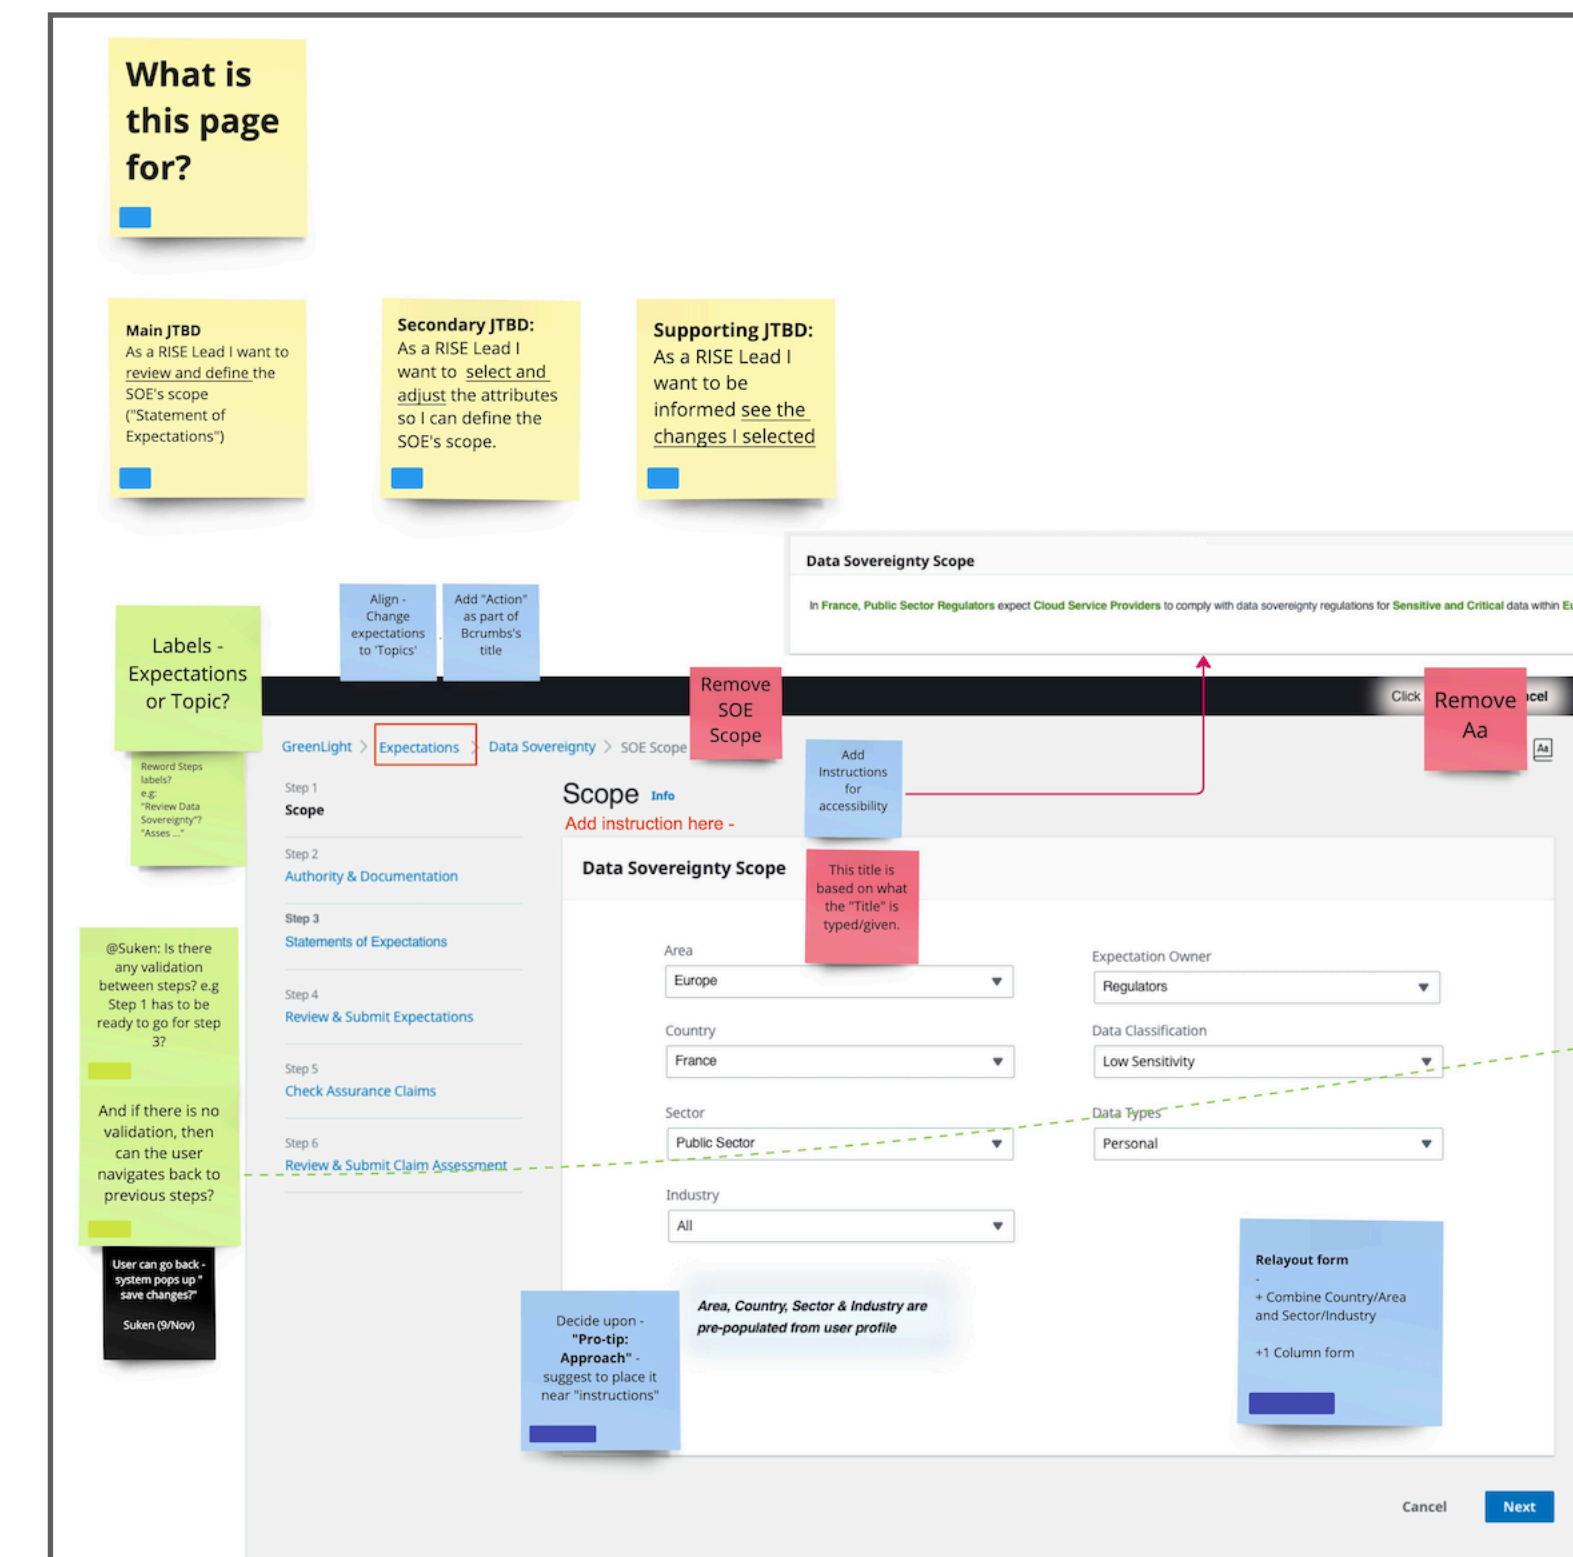 What is
this page
for?
Main JTBD
As a RISE Lead I want to
review and define the
SOE's scope
("Statement of
Expectations")
Secondary JTBD:
As a RISE Lead I
want to select and
adjust the attributes
so I can define the
SOE's scope.
Supporting JTBD:
As a RISE Lead I
want to be
informed see the
changes I selected
Data Sovereignty Scope
In France, Public Sector Regulators expect Cloud Service Providers to comply with data sovereignty regulations for Sensitive and Critical data within Eu
Align -
Change
expectations
to 'Topics'
Add "Action"
as part of
Bcrumbs's
title
Labels -
Expectations
or Topic?
Reword Steps
labels?
e.g:
"Review Data
Sovereignty"?
"Asses ..."
Remove
SOE
Scope
Click
Remove
Aa
ncel
GreenLight > Expectations > Data Sovereignty > SOE Scope
Aa
Add
Instructions
for
accessibility
Step 1
Scope
Step 2
Authority & Documentation
Step 3
Statements of Expectations
Step 4
Review & Submit Expectations
Step 5
Check Assurance Claims
Step 6
Review & Submit Claim Assessment
Scope Info
Add instruction here -
Data Sovereignty Scope
This title is
based on what
the "Title" is
typed/given.
Area
Europe
Expectation Owner
Regulators
Country
France
Data Classification
Low Sensitivity
Sector
Public Sector
Data Types
Personal
Industry
All
@Suken: Is there
any validation
between steps? e.g
Step 1 has to be
ready to go for step
3?
And if there is no
validation, then
can the user
navigates back to
previous steps?
User can go back -
system pops up "
save changes?"
Suken (9/Nov)
Decide upon -
"Pro-tip:
Approach" -
suggest to place it
near "instructions"
Area, Country, Sector & Industry are
pre-populated from user profile
Relayout form
-
+ Combine Country/Area
and Sector/Industry
+1 Column form
Cancel
Next